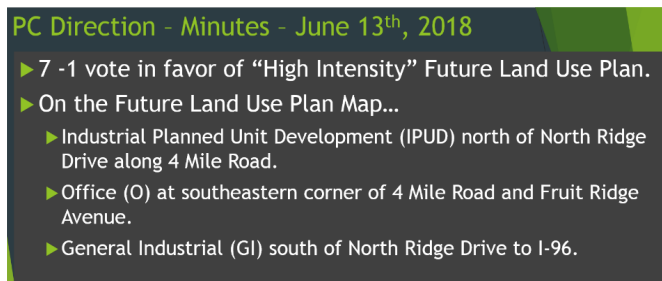 PC Direction – Minutes – June 13th, 2018
7 -1 vote in favor of “High Intensity” Future Land Use Plan.
On the Future Land Use Plan Map…
Industrial Planned Unit Development (IPUD) north of North Ridge
Drive along 4 Mile Road.
Office (O) at southeastern corner of 4 Mile Road and Fruit Ridge
Avenue.
General Industrial (GI) south of North Ridge Drive to I-96.